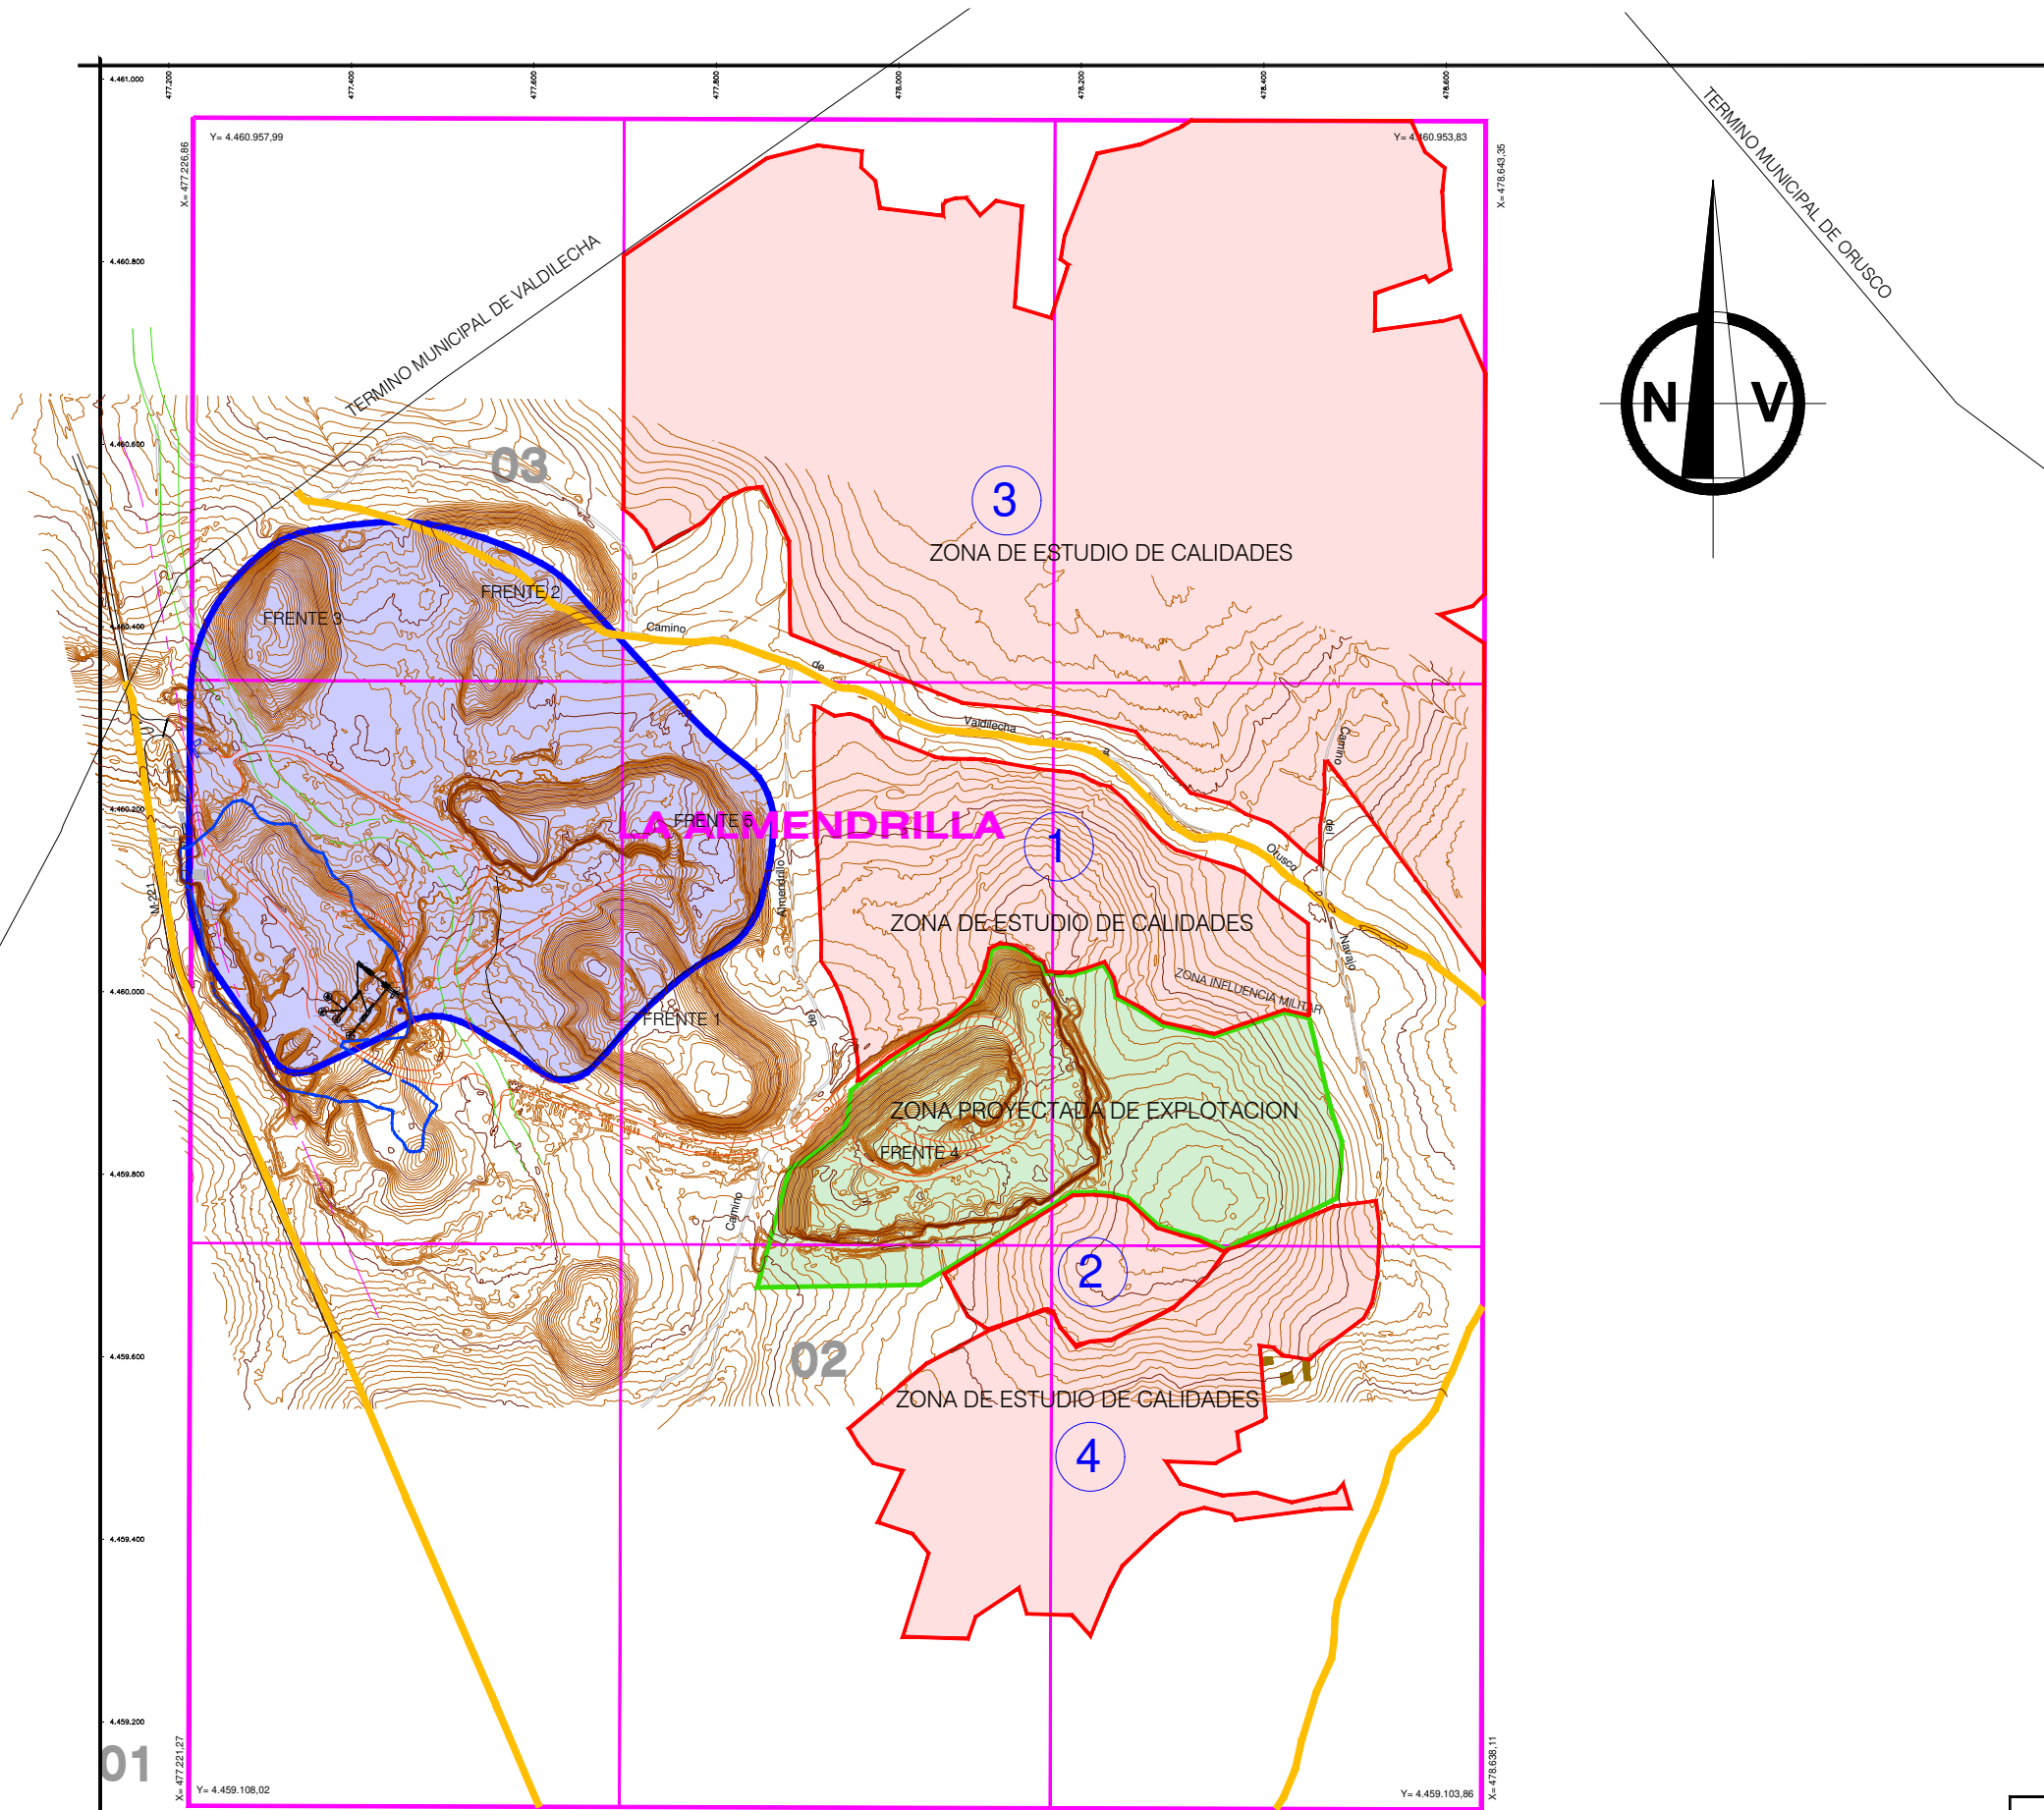 4.461.000
477.200
477.400
477.600
477.800
478.000
478.200
478.400
478.600
TERMINO MUNICIPAL DE ORUSCO
Y= 4.460.957,99
Y= 4.460.953,83
X= 477.226,86
X= 478.643,35
4.460.800
TERMINO MUNICIPAL DE VALDILECHA
N V
4.460.600
03
3
ZONA DE ESTUDIO DE CALIDADES
FRENTE 2
FRENTE 3
4.460.400
Camino
de
Valdilecha
a
Camino
4.460.200
FRENTE 5
LA ALMENDRILLA
1
del
Orusco
M-221
Almendrillo
ZONA DE ESTUDIO DE CALIDADES
Navajo
4.460.000
ZONA INFLUENCIA MILITAR
FRENTE 1
del
ZONA PROYECTADA DE EXPLOTACION
FRENTE 4
4.459.800
Camino
2
4.459.600
02
ZONA DE ESTUDIO DE CALIDADES
4
4.459.400
4.459.200
01
X= 477.221,27
X= 478.638,11
Y= 4.459.108,02
Y= 4.459.103,86